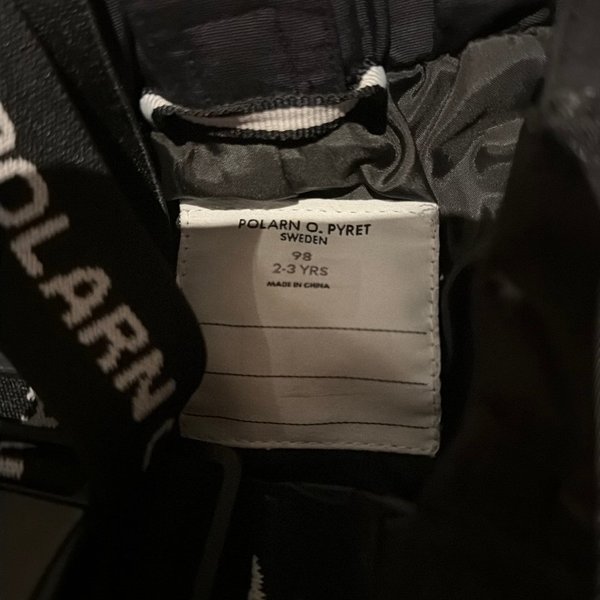 POLARN O. PYRET
SWEDEN
98
2-3 YRS
MADE IN CHINA
POLARN